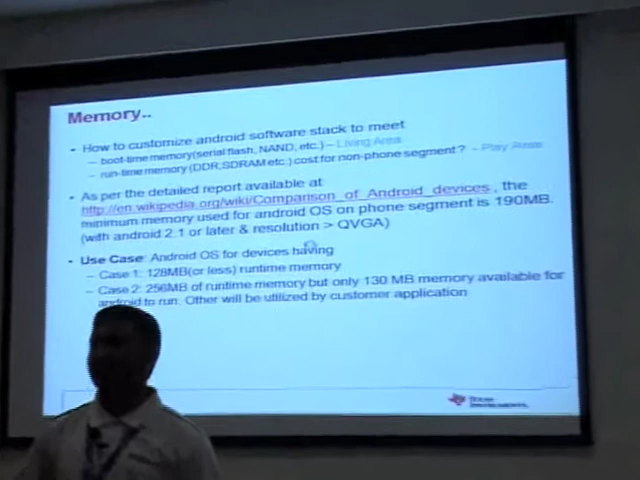 Memory..
• How to customize android software stack to meet
– boot-time memory(serial flash, NAND, etc.) – Living Area
– run-time memory (DDR,SDRAM etc.) cost for non-phone segment ? – Play Area
• As per the detailed report available at
http://en.wikipedia.org/wiki/Comparison_of_Android_devices, the
minimum memory used for android OS on phone segment is 190MB.
(with android 2.1 or later & resolution > QVGA)
• Use Case: Android OS for devices having
– Case 1: 128MB(or less) runtime memory
– Case 2: 256MB of runtime memory but only 130 MB memory available for
android to run. Other will be utilized by customer application
TEXAS
INSTRUMENTS